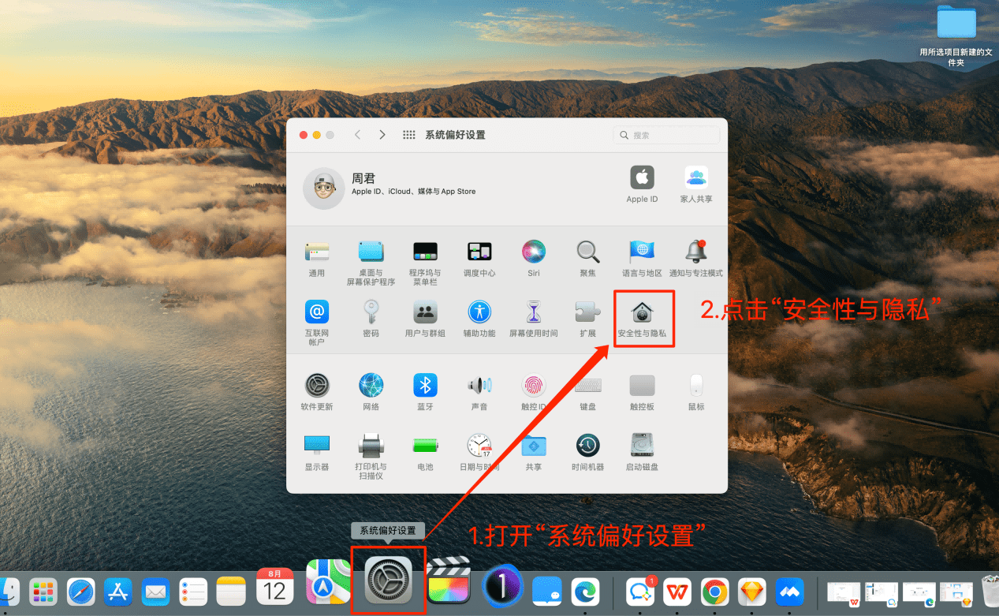 用所选项目新建的文
件夹
系统偏好设置
搜索
周君
Apple ID、iCloud、媒体与 App Store
Apple ID
家人共享
通用
桌面与
屏幕保护程序
程序坞与
菜单栏
调度中心
Siri
聚焦
语言与地区
通知与专注模式
互联网
帐户
密码
用户与群组
辅助功能
屏幕使用时间
扩展
安全性与隐私
2.点击“安全性与隐私”
软件更新
网络
蓝牙
声音
触控 ID
键盘
触控板
鼠标
显示器
打印机与
扫描仪
电池
17
日期与时间
共享
时间机器
启动磁盘
系统偏好设置
1.打开“系统偏好设置”
8月
12
1
1